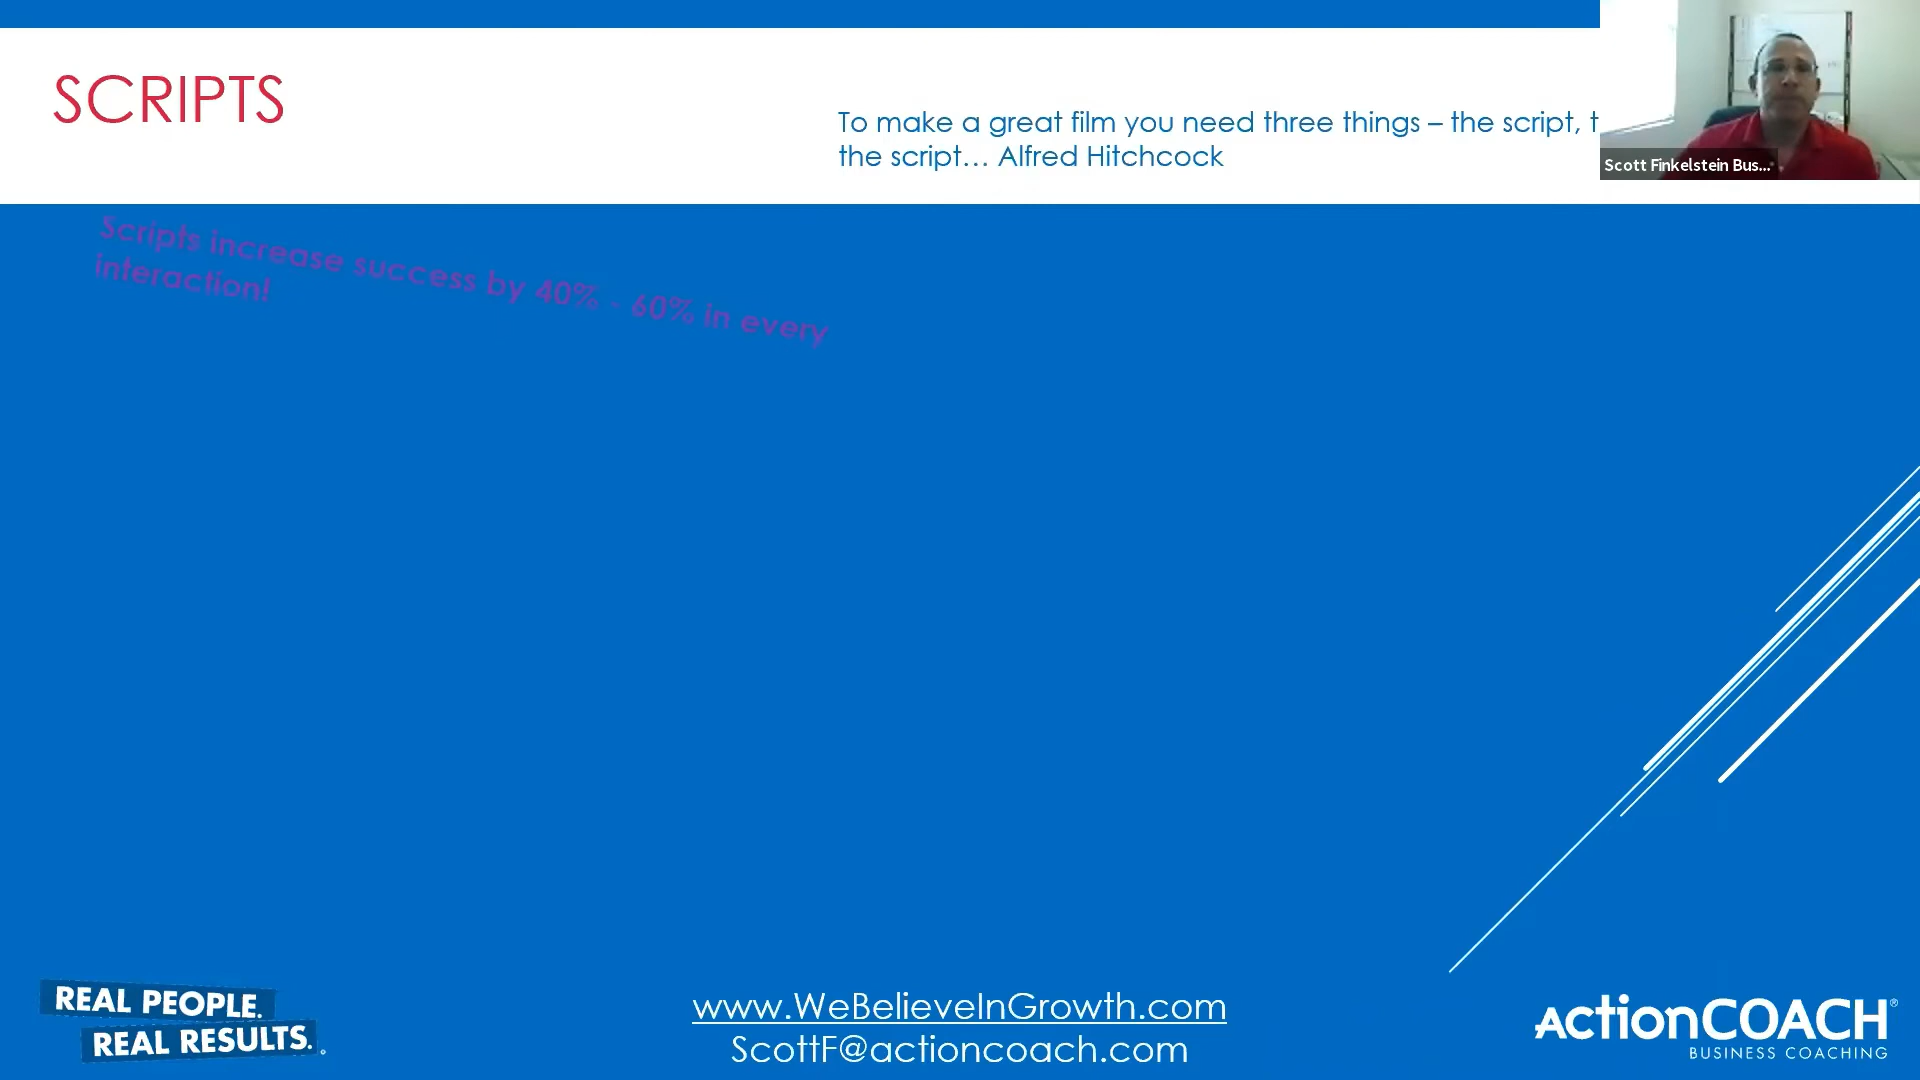 SCRIPTS
To make a great film you need three things – the script, t
the script... Alfred Hitchcock
Scott Finkelstein Bus...
Scripts increase success by 40% - 60% in every
interaction!
REAL PEOPLE.
REAL RESULTS.
www.WeBelieveInGrowth.com
ScottF@actioncoach.com
ActionCOACH®
BUSINESS COACHING